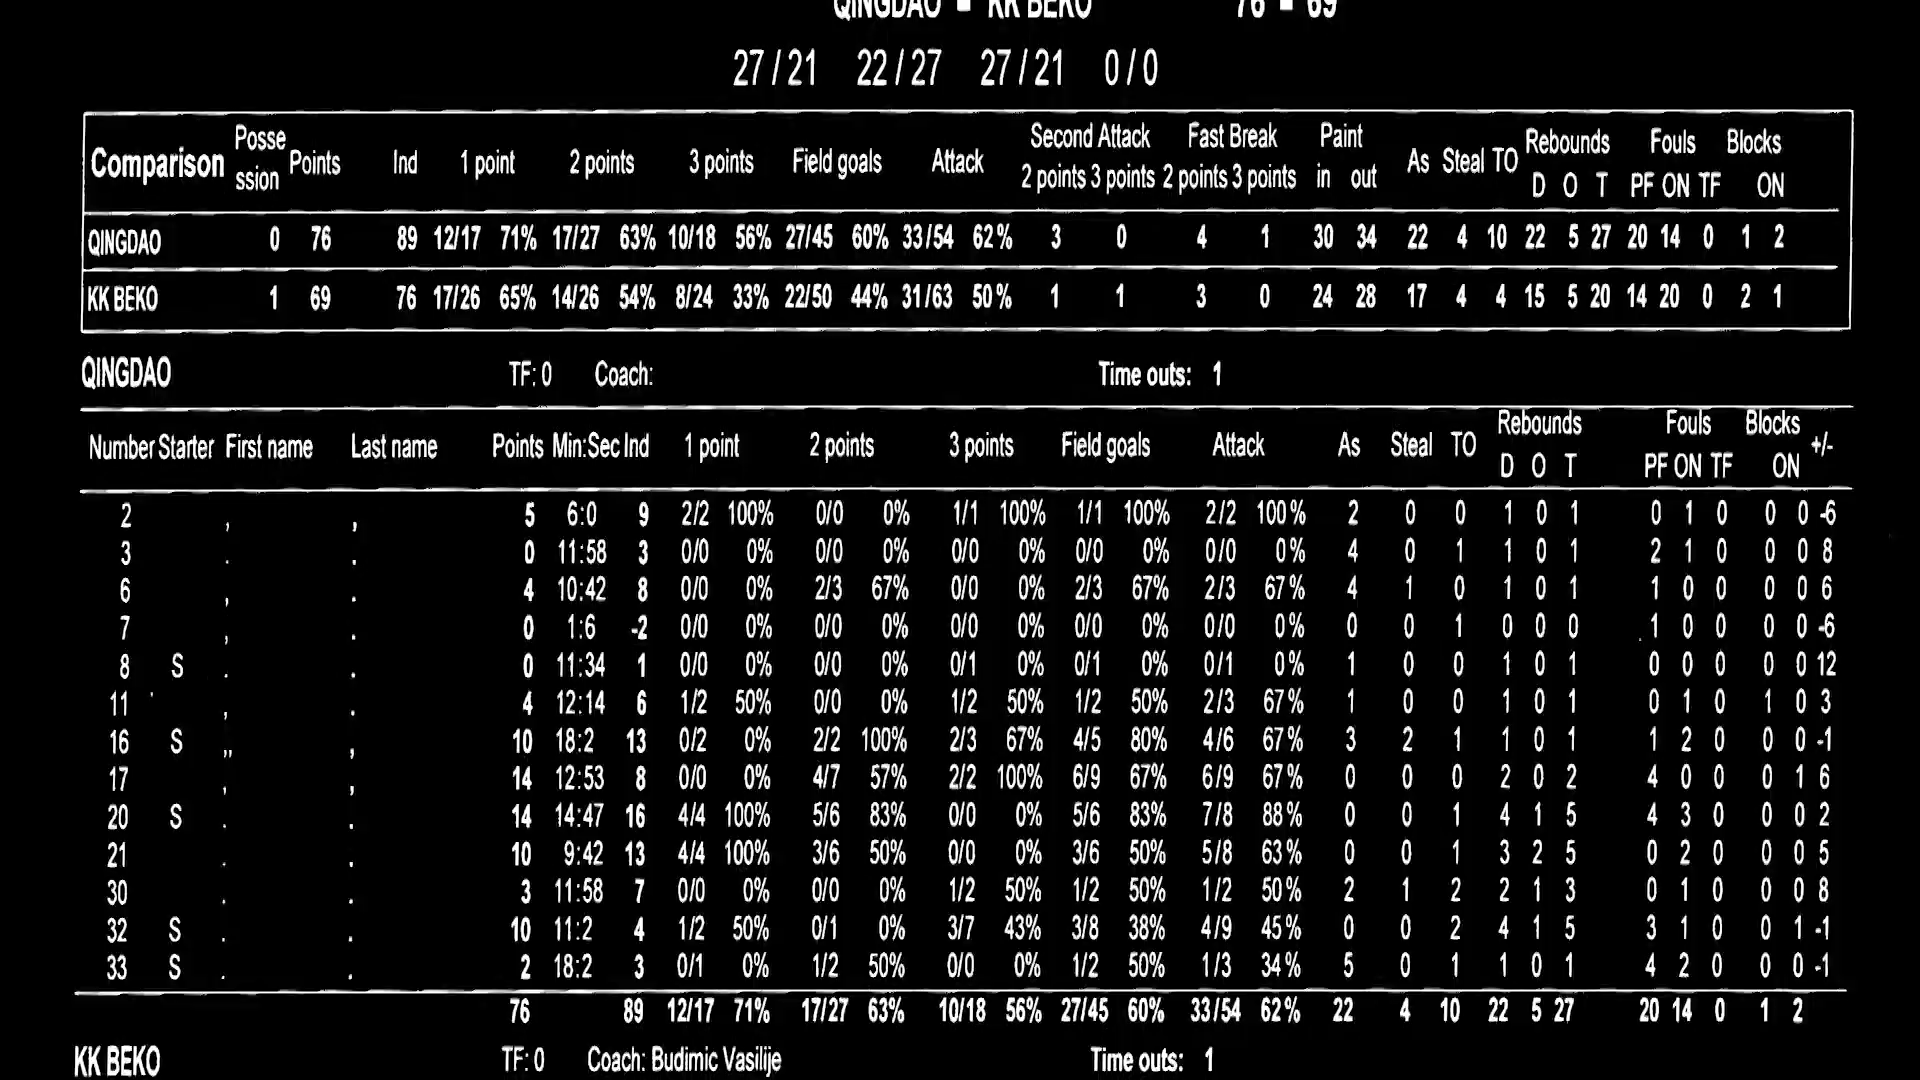 QINGDAO - KK BEKO 76 - 69
27 / 21 22 / 27 27 / 21 0 / 0
Second Attack Fast Break Paint Rebounds Fouls Blocks
Comparison Posse ssion Points Ind 1 point 2 points 3 points Field goals Attack 2 points 3 points 2 points 3 points in out As Steal TO D O T PF ON TF ON
QINGDAO 0 76 89 12/17 71% 17/27 63% 10/18 56% 27/45 60% 33/54 62% 3 0 4 1 30 34 22 4 10 22 5 27 20 14 0 1 2
KK BEKO 1 69 76 17/26 65% 14/26 54% 8/24 33% 22/50 44% 31/63 50% 1 1 3 0 24 28 17 4 4 15 5 20 14 20 0 2 1
QINGDAO TF: 0 Coach: Time outs: 1
Rebounds Fouls Blocks
Number Starter First name Last name Points Min:Sec Ind 1 point 2 points 3 points Field goals Attack As Steal TO D O T PF ON TF ON +/-
2 , , 5 6:0 9 2/2 100% 0/0 0% 1/1 100% 1/1 100% 2/2 100% 2 0 0 1 0 1 0 1 0 0 0 -6
3 . . 0 11:58 3 0/0 0% 0/0 0% 0/0 0% 0/0 0% 0/0 0% 4 0 1 1 0 1 2 1 0 0 0 8
6 , . 4 10:42 8 0/0 0% 2/3 67% 0/0 0% 2/3 67% 2/3 67% 4 1 0 1 0 1 1 0 0 0 0 6
7 , . 0 1:6 -2 0/0 0% 0/0 0% 0/0 0% 0/0 0% 0/0 0% 0 0 1 0 0 0 1 0 0 0 0 -6
8 S . . 0 11:34 1 0/0 0% 0/0 0% 0/1 0% 0/1 0% 0/1 0% 1 0 0 1 0 1 0 0 0 0 0 12
11 , . 4 12:14 6 1/2 50% 0/0 0% 1/2 50% 1/2 50% 2/3 67% 1 0 0 1 0 1 0 1 0 1 0 3
16 S ,, , 10 18:2 13 0/2 0% 2/2 100% 2/3 67% 4/5 80% 4/6 67% 3 2 1 1 0 1 1 2 0 0 0 -1
17 , , 14 12:53 8 0/0 0% 4/7 57% 2/2 100% 6/9 67% 6/9 67% 0 0 0 2 0 2 4 0 0 0 1 6
20 S . . 14 14:47 16 4/4 100% 5/6 83% 0/0 0% 5/6 83% 7/8 88% 0 0 1 4 1 5 4 3 0 0 0 2
21 . . 10 9:42 13 4/4 100% 3/6 50% 0/0 0% 3/6 50% 5/8 63% 0 0 1 3 2 5 0 2 0 0 0 5
30 . . 3 11:58 7 0/0 0% 0/0 0% 1/2 50% 1/2 50% 1/2 50% 2 1 2 2 1 3 0 1 0 0 0 8
32 S . . 10 11:2 4 1/2 50% 0/1 0% 3/7 43% 3/8 38% 4/9 45% 0 0 2 4 1 5 3 1 0 0 1 -1
33 S . . 2 18:2 3 0/1 0% 1/2 50% 0/0 0% 1/2 50% 1/3 34% 5 0 1 1 0 1 4 2 0 0 0 -1
76 89 12/17 71% 17/27 63% 10/18 56% 27/45 60% 33/54 62% 22 4 10 22 5 27 20 14 0 1 2
KK BEKO TF: 0 Coach: Budimic Vasilije Time outs: 1